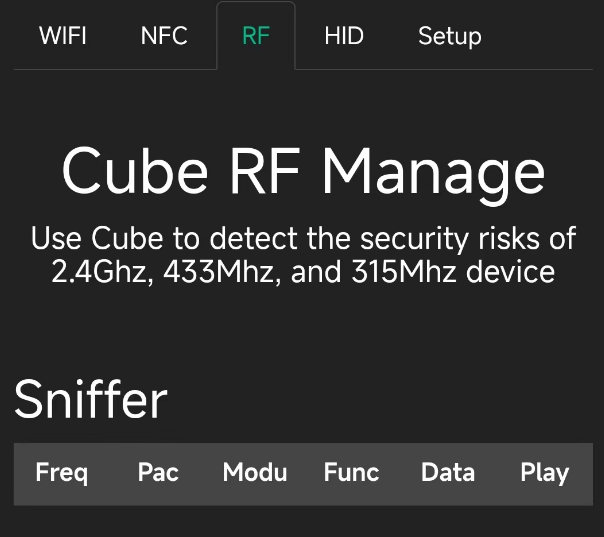 WIFI NFC RF HID Setup
Cube RF Manage
Use Cube to detect the security risks of
2.4Ghz, 433Mhz, and 315Mhz device
Sniffer
Freq Pac Modu Func Data Play